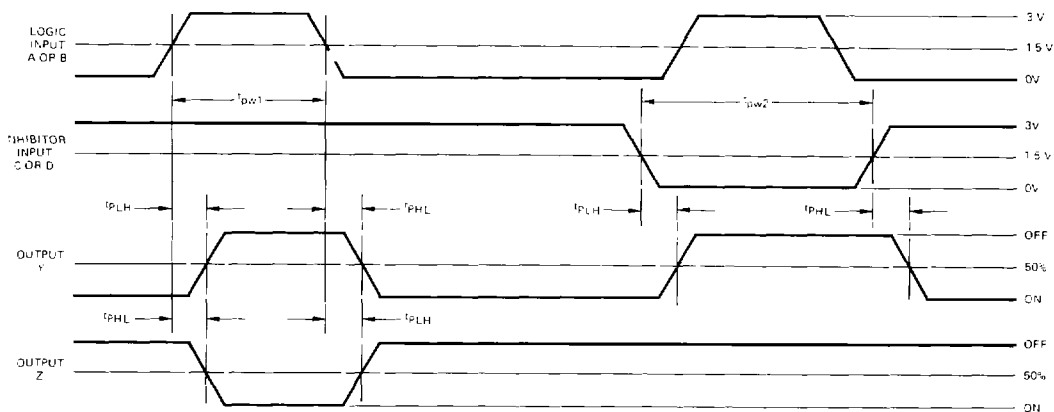 LOGIC
INPUT
A OR B
3 V
1.5 V
0V
tpw1
tpw2
NHIBITOR
INPUT
C OR D
3V
1.5 V
0V
tPLH
tPHL
tPLH
tPHL
OUTPUT
Y
OFF
50%
ON
tPHL
tPLH
OUTPUT
Z
OFF
50%
ON